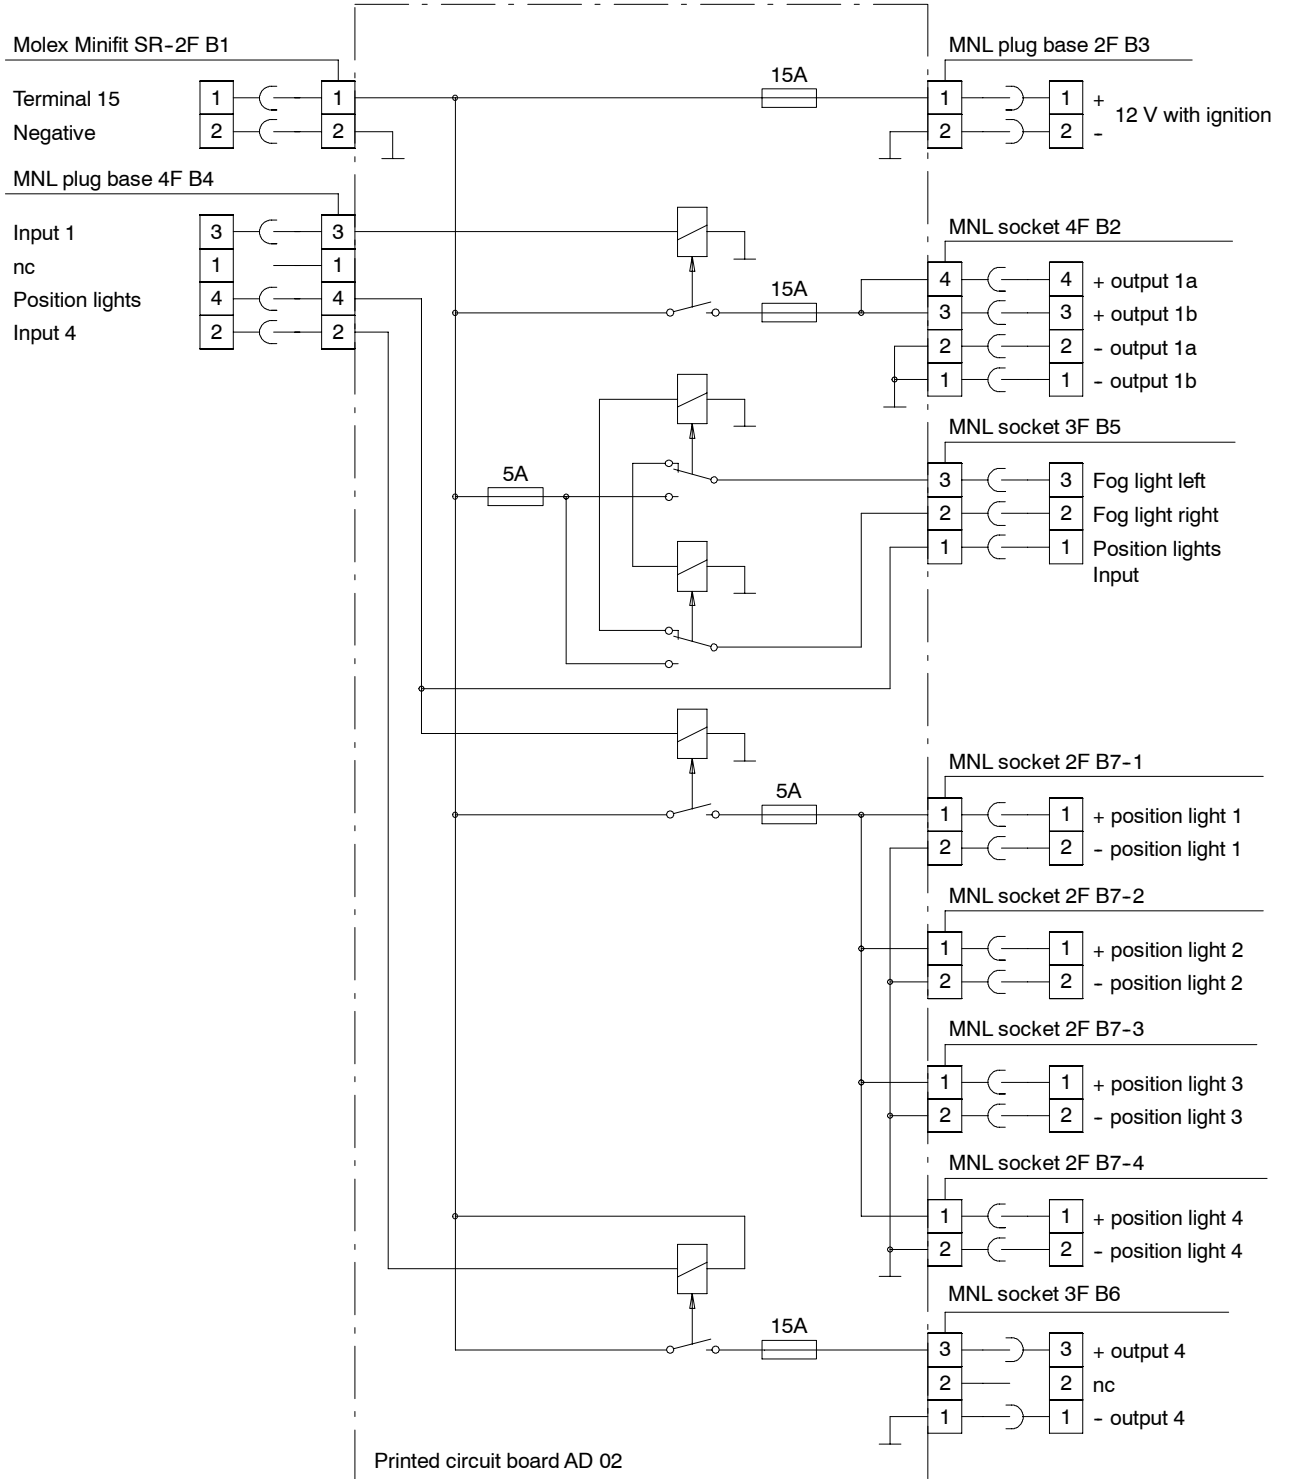 Molex Minifit SR-2F B1
Terminal 15 1 1
Negative 2 2
MNL plug base 4F B4
Input 1 3 3
nc 1 1
Position lights 4 4
Input 4 2 2
15A
MNL plug base 2F B3
1 1 +
12 V with ignition
2 2 -
15A
MNL socket 4F B2
4 4 + output 1a
3 3 + output 1b
2 2 - output 1a
1 1 - output 1b
5A
MNL socket 3F B5
3 3 Fog light left
2 2 Fog light right
1 1 Position lights
Input
5A
MNL socket 2F B7-1
1 1 + position light 1
2 2 - position light 1
MNL socket 2F B7-2
1 1 + position light 2
2 2 - position light 2
MNL socket 2F B7-3
1 1 + position light 3
2 2 - position light 3
MNL socket 2F B7-4
1 1 + position light 4
2 2 - position light 4
15A
MNL socket 3F B6
3 3 + output 4
2 2 nc
1 1 - output 4
Printed circuit board AD 02